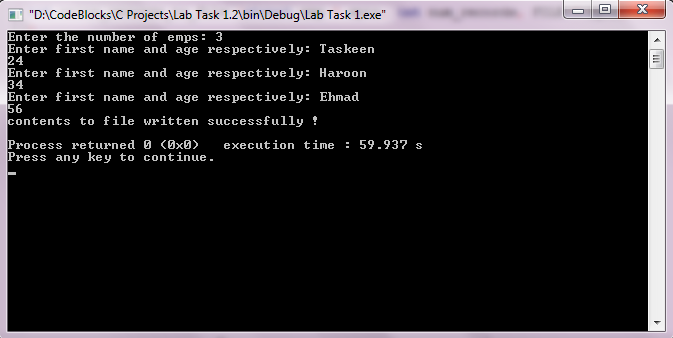 "D:\CodeBlocks\C Projects\Lab Task 1.2\bin\Debug\Lab Task 1.exe"
Enter the number of emps: 3
Enter first name and age respectively: Taskeen
24
Enter first name and age respectively: Haroon
34
Enter first name and age respectively: Ehmad
56
contents to file written successfully !
Process returned 0 (0x0)   execution time : 59.937 s
Press any key to continue.